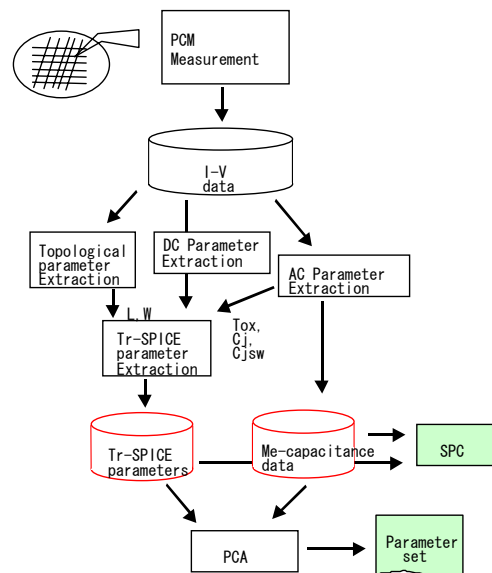 PCM
Measurement
I-V
data
Topological
parameter
Extraction
DC Parameter
Extraction
AC Parameter
Extraction
L,W
Tox,
Cj,
Cjsw
Tr-SPICE
parameter
Extraction
Tr-SPICE
parameters
Me-capacitance
data
SPC
PCA
Parameter
set